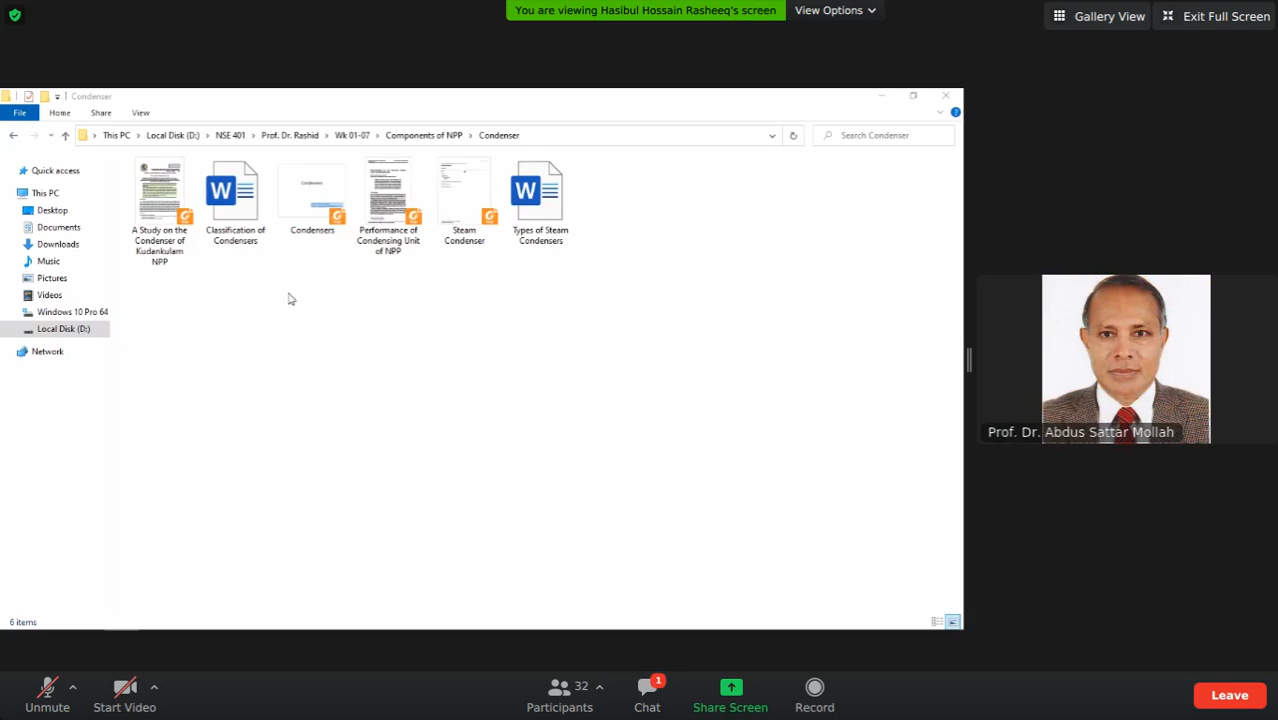 You are viewing Hasibul Hossain Rasheeq's screen
View Options
Gallery View
Exit Full Screen
Condenser
File
Home
Share
View
This PC
Local Disk (D:)
NSE 401
Prof. Dr. Rashid
Wk 01-07
Components of NPP
Condenser
Search Condenser
Quick access
This PC
Desktop
Documents
Downloads
Music
Pictures
Videos
Windows 10 Pro 64
Local Disk (D:)
Network
A Study on the
Condenser of
Kudankulam
NPP
Classification of
Condensers
Condensers
Performance of
Condensing Unit
of NPP
Steam
Condenser
Types of Steam
Condensers
6 items
Prof. Dr. Abdus Sattar Mollah
Unmute
Start Video
32
Participants
1
Chat
Share Screen
Record
Leave